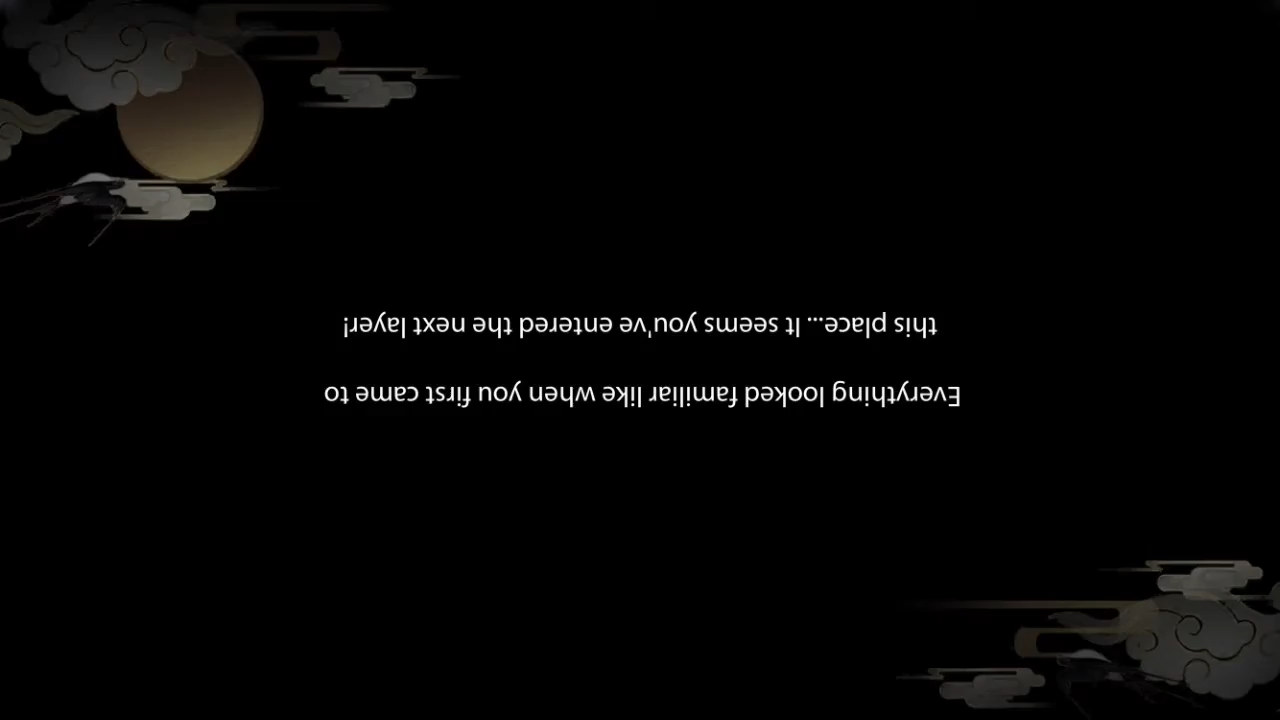 Everything looked familiar like when you first came to
this place... It seems you've entered the next layer!